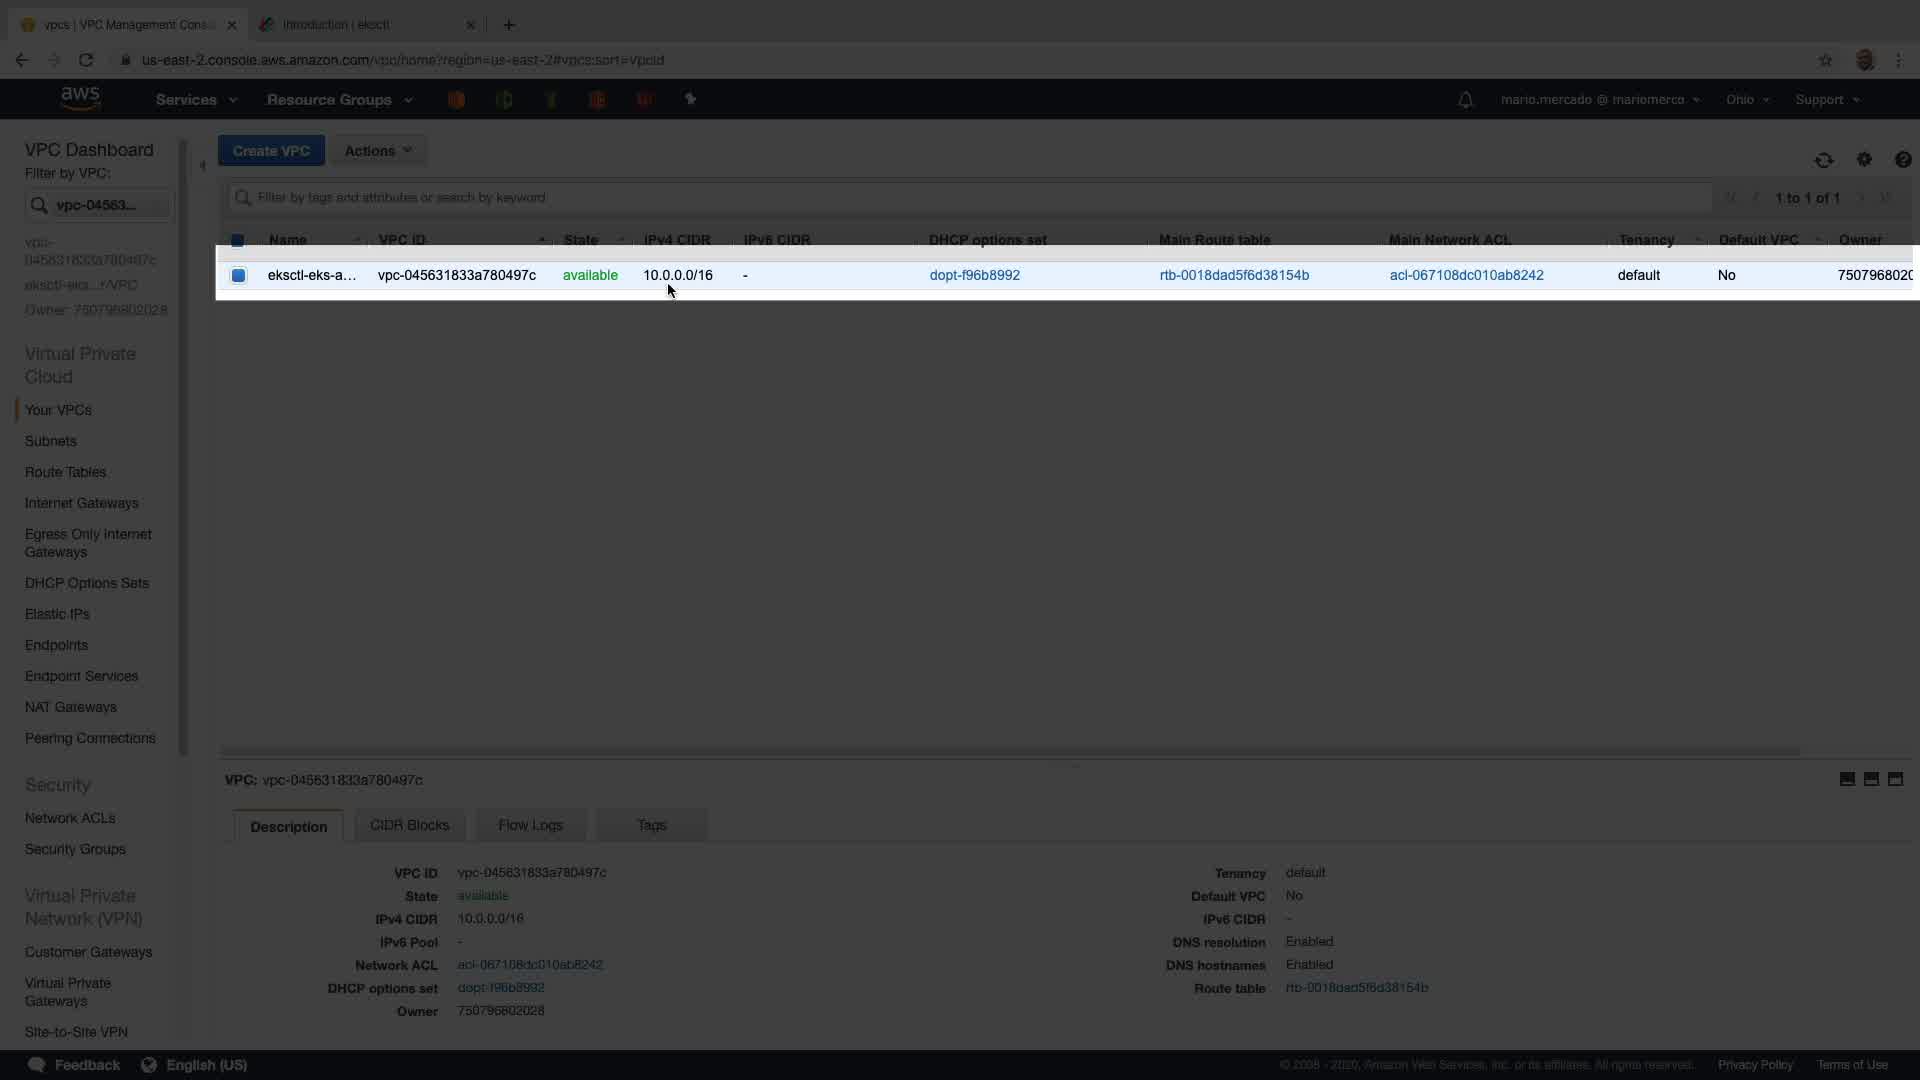 vpcs | VPC Management Cons
Introduction | eksctl
us-east-2.console.aws.amazon.com/vpc/home?region=us-east-2#vpcs:sort=VpcId
aws
Services
Resource Groups
mario.mercado @ mariomerco
Ohio
Support
VPC Dashboard
Filter by VPC:
vpc-04563...
vpc-
045631833a780497c
eksctl-eks...r/VPC
Owner: 750796802028
Virtual Private
Cloud
Your VPCs
Subnets
Route Tables
Internet Gateways
Egress Only Internet
Gateways
DHCP Options Sets
Elastic IPs
Endpoints
Endpoint Services
NAT Gateways
Peering Connections
Security
Network ACLs
Security Groups
Virtual Private
Network (VPN)
Customer Gateways
Virtual Private
Gateways
Site-to-Site VPN
Create VPC
Actions
Filter by tags and attributes or search by keyword
1 to 1 of 1
Name VPC ID State IPv4 CIDR IPv6 CIDR DHCP options set Main Route table Main Network ACL Tenancy Default VPC Owner
eksctl-eks-a... vpc-045631833a780497c available 10.0.0.0/16 - dopt-f96b8992 rtb-0018dad5f6d38154b acl-067108dc010ab8242 default No 7507968020
VPC: vpc-045631833a780497c
Description CIDR Blocks Flow Logs Tags
VPC ID vpc-045631833a780497c
State available
IPv4 CIDR 10.0.0.0/16
IPv6 Pool -
Network ACL acl-067108dc010ab8242
DHCP options set dopt-f96b8992
Owner 750796802028
Tenancy default
Default VPC No
IPv6 CIDR -
DNS resolution Enabled
DNS hostnames Enabled
Route table rtb-0018dad5f6d38154b
Feedback
English (US)
© 2008 - 2020, Amazon Web Services, Inc. or its affiliates. All rights reserved.
Privacy Policy
Terms of Use